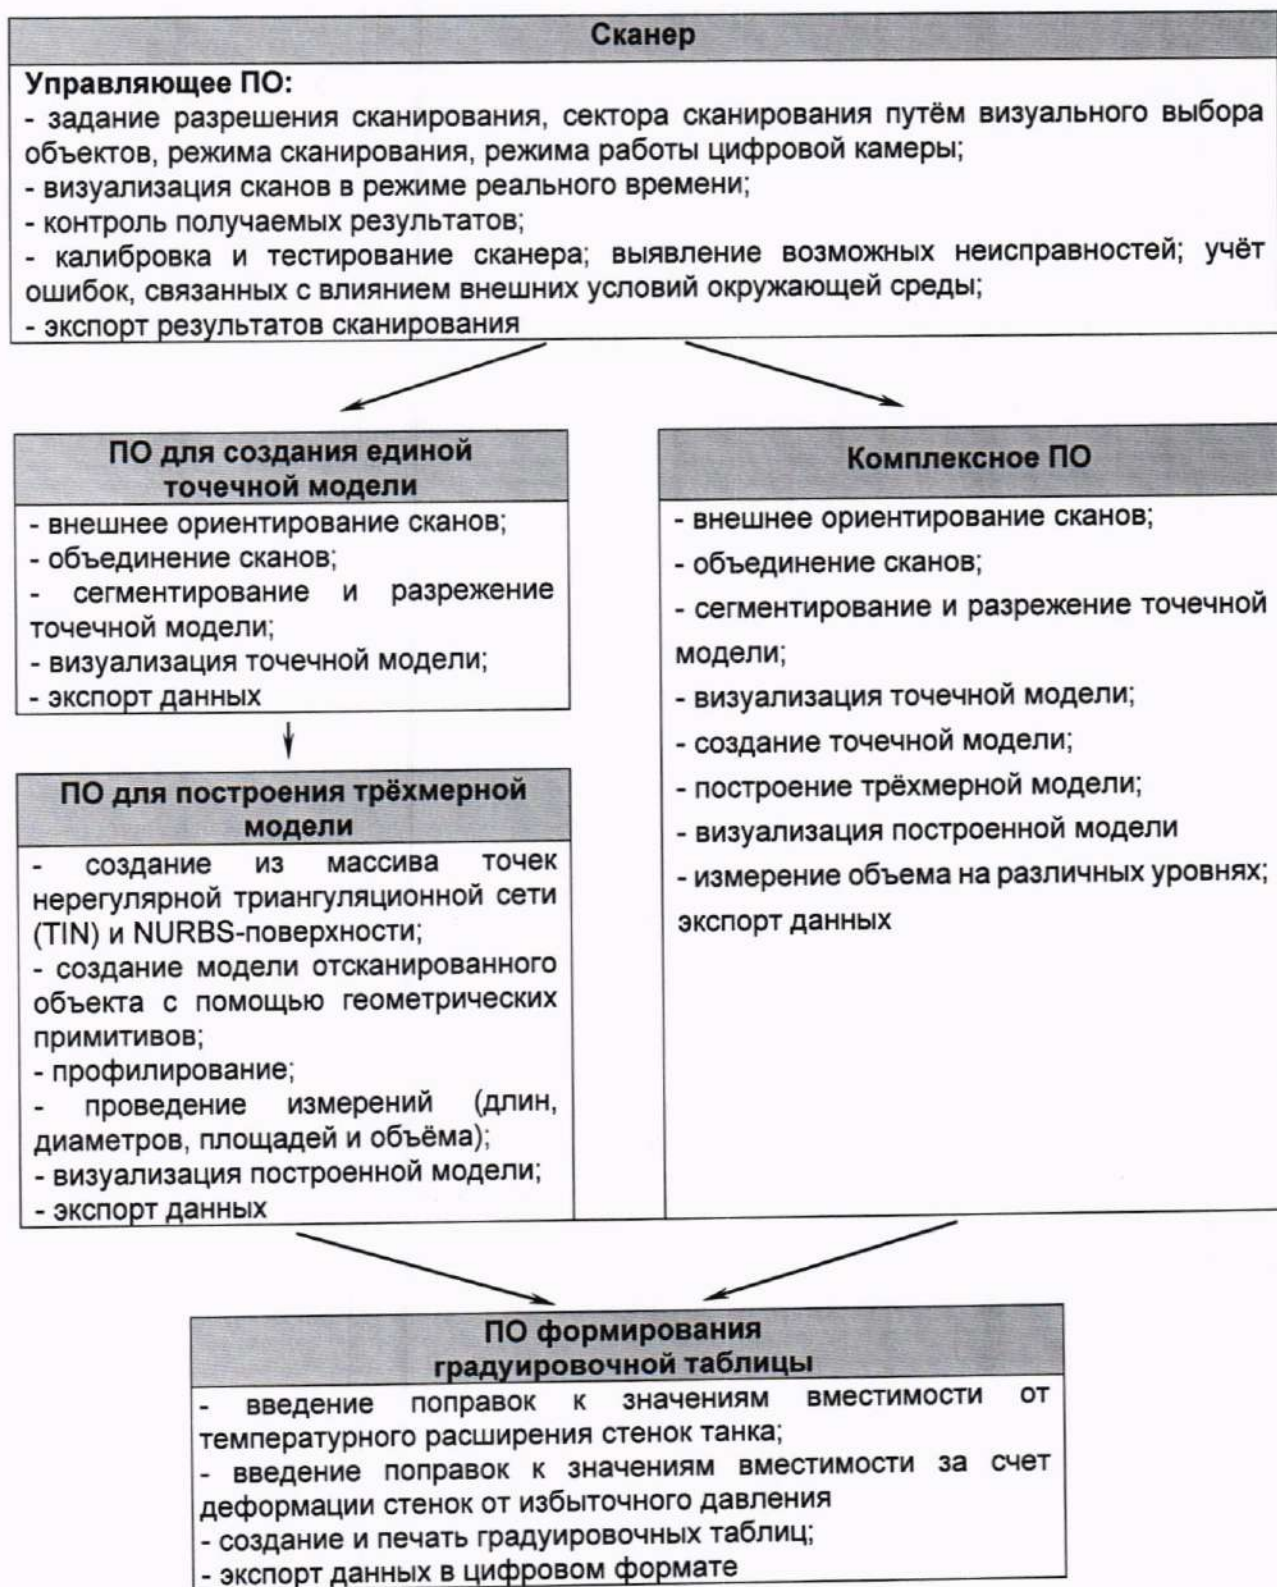 Сканер
Управляющее ПО:
- задание разрешения сканирования, сектора сканирования путём визуального выбора
объектов, режима сканирования, режима работы цифровой камеры;
- визуализация сканов в режиме реального времени;
- контроль получаемых результатов;
- калибровка и тестирование сканера; выявление возможных неисправностей; учёт
ошибок, связанных с влиянием внешних условий окружающей среды;
- экспорт результатов сканирования
ПО для создания единой
точечной модели
- внешнее ориентирование сканов;
- объединение сканов;
- сегментирование и разрежение
точечной модели;
- визуализация точечной модели;
- экспорт данных
ПО для построения трёхмерной
модели
- создание из массива точек
нерегулярной триангуляционной сети
(TIN) и NURBS-поверхности;
- создание модели отсканированного
объекта с помощью геометрических
примитивов;
- профилирование;
- проведение измерений (длин,
диаметров, площадей и объёма);
- визуализация построенной модели;
- экспорт данных
Комплексное ПО
- внешнее ориентирование сканов;
- объединение сканов;
- сегментирование и разрежение точечной
модели;
- визуализация точечной модели;
- создание точечной модели;
- построение трёхмерной модели;
- визуализация построенной модели
- измерение объема на различных уровнях;
экспорт данных
ПО формирования
градуировочной таблицы
- введение поправок к значениям вместимости от
температурного расширения стенок танка;
- введение поправок к значениям вместимости за счет
деформации стенок от избыточного давления
- создание и печать градуировочных таблиц;
- экспорт данных в цифровом формате